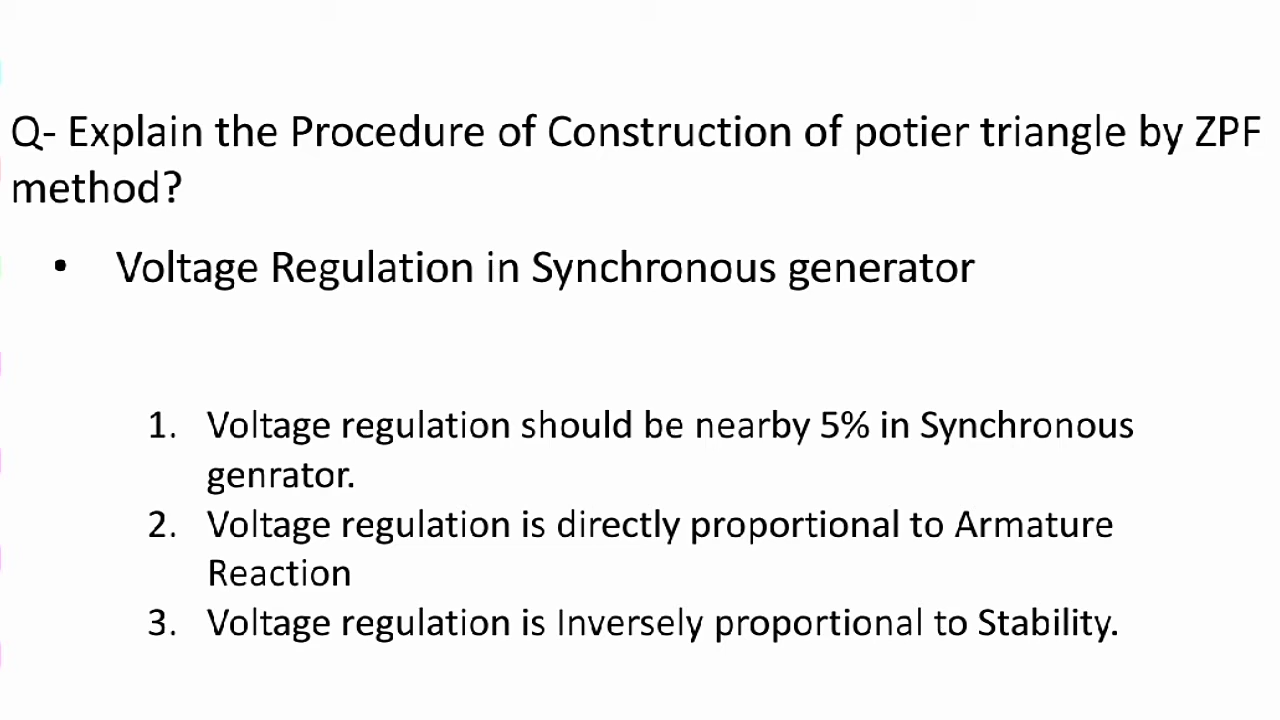 Q- Explain the Procedure of Construction of potier triangle by ZPF
method?
• Voltage Regulation in Synchronous generator
1. Voltage regulation should be nearby 5% in Synchronous
genrator.
2. Voltage regulation is directly proportional to Armature
Reaction
3. Voltage regulation is Inversely proportional to Stability.